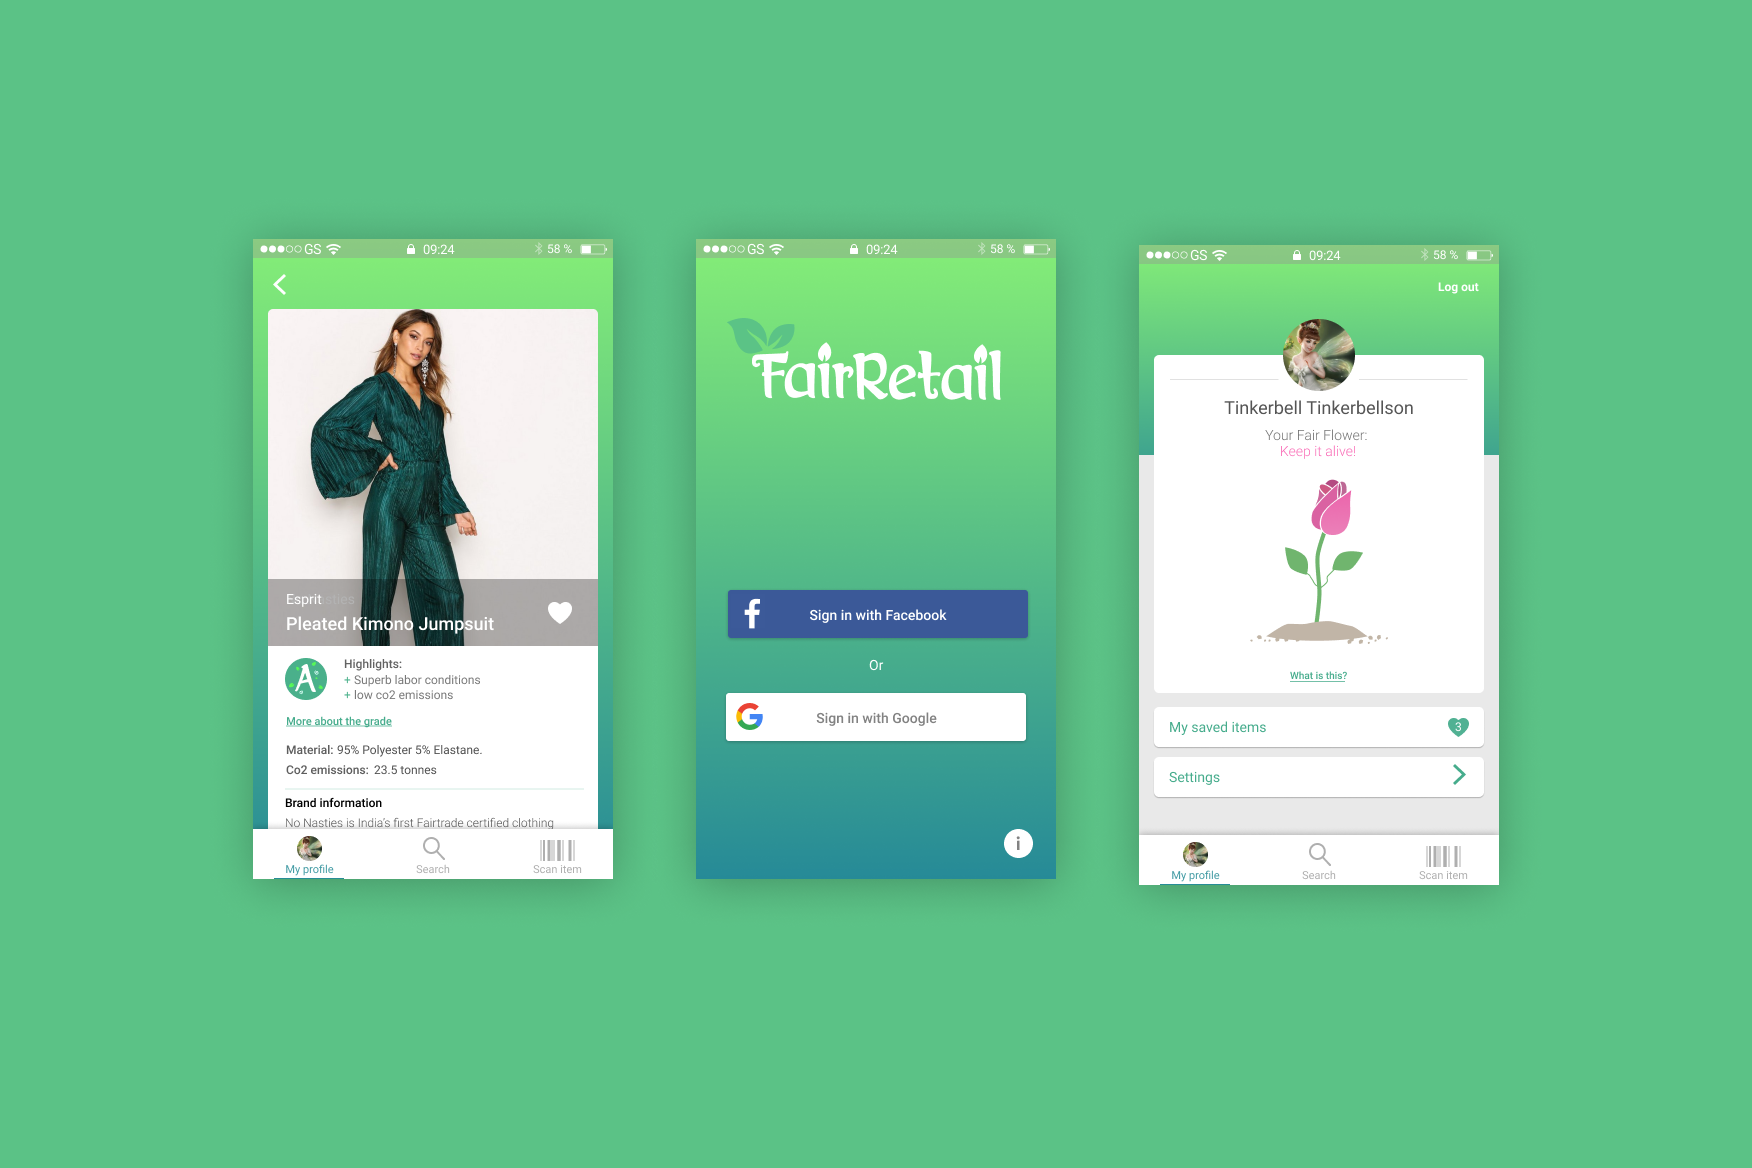 GS 09:24 58 %
Esprit
Pleated Kimono Jumpsuit
A
Highlights:
+ Superb labor conditions
+ low co2 emissions
More about the grade
Material: 95% Polyester 5% Elastane.
Co2 emissions: 23.5 tonnes
Brand information
No Nasties is India's first Fairtrade certified clothing
My profile Search Scan item
GS 09:24 58 %
FairRetail
f Sign in with Facebook
Or
G Sign in with Google
i
GS 09:24 58 %
Log out
Tinkerbell Tinkerbellson
Your Fair Flower:
Keep it alive!
What is this?
My saved items 3
Settings
My profile Search Scan item